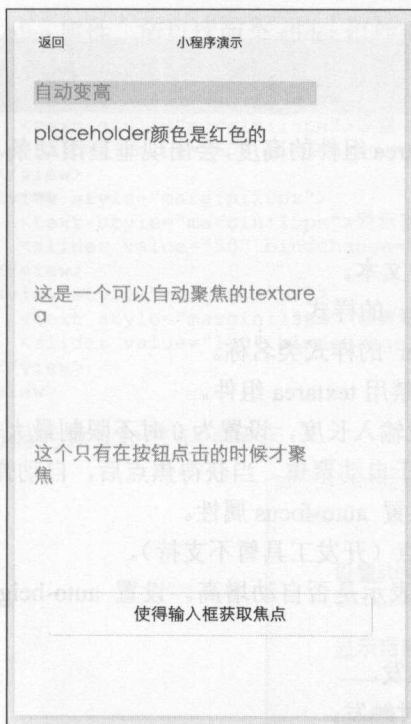 返回 小程序演示
自动变高
placeholder颜色是红色的
这是一个可以自动聚焦的textare
a
这个只有在按钮点击的时候才聚
焦
使得输入框获取焦点